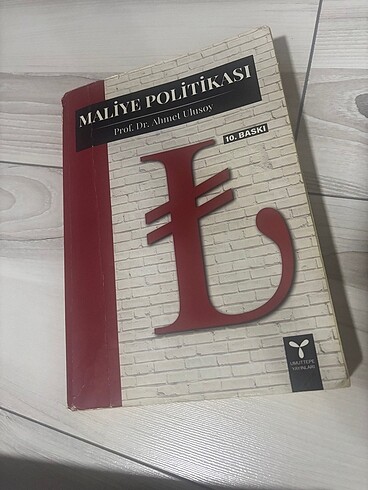 MALİYE POLİTİKASI
Prof. Dr. Ahmet Ulusoy
10. BASKI
UMUTTEPE
YAYINLARI